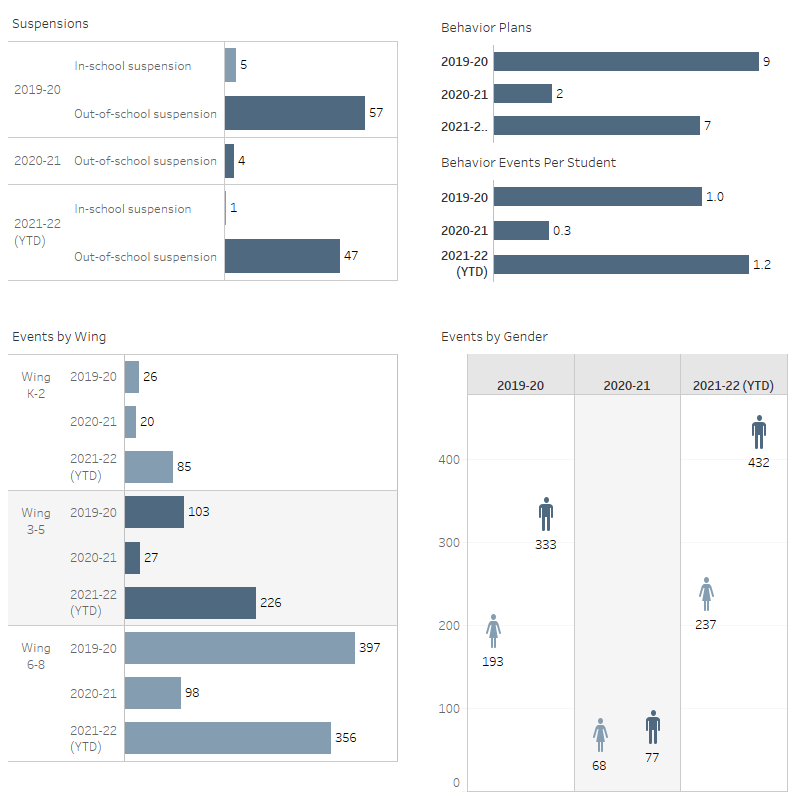 Suspensions
2019-20
In-school suspension 5
Out-of-school suspension 57
2020-21 Out-of-school suspension 4
2021-22
(YTD)
In-school suspension 1
Out-of-school suspension 47
Behavior Plans
2019-20 9
2020-21 2
2021-2.. 7
Behavior Events Per Student
2019-20 1.0
2020-21 0.3
2021-22
(YTD) 1.2
Events by Wing
Wing
K-2
2019-20 26
2020-21 20
2021-22
(YTD) 85
Wing
3-5
2019-20 103
2020-21 27
2021-22
(YTD) 226
Wing
6-8
2019-20 397
2020-21 98
2021-22
(YTD) 356
Events by Gender
2019-20 2020-21 2021-22 (YTD)
400
300
200
100
0
193
333
68
77
237
432